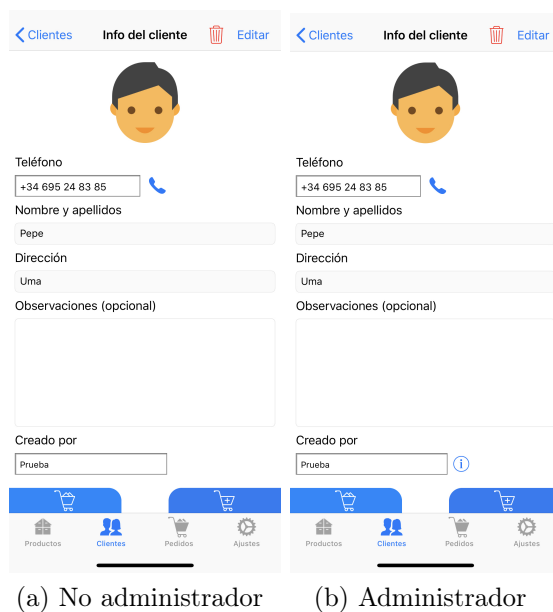 Clientes Info del cliente Editar
Teléfono
+34 695 24 83 85
Nombre y apellidos
Pepe
Dirección
Uma
Observaciones (opcional)
Creado por
Prueba
Productos Clientes Pedidos Ajustes
(a) No administrador
Clientes Info del cliente Editar
Teléfono
+34 695 24 83 85
Nombre y apellidos
Pepe
Dirección
Uma
Observaciones (opcional)
Creado por
Prueba
Productos Clientes Pedidos Ajustes
(b) Administrador